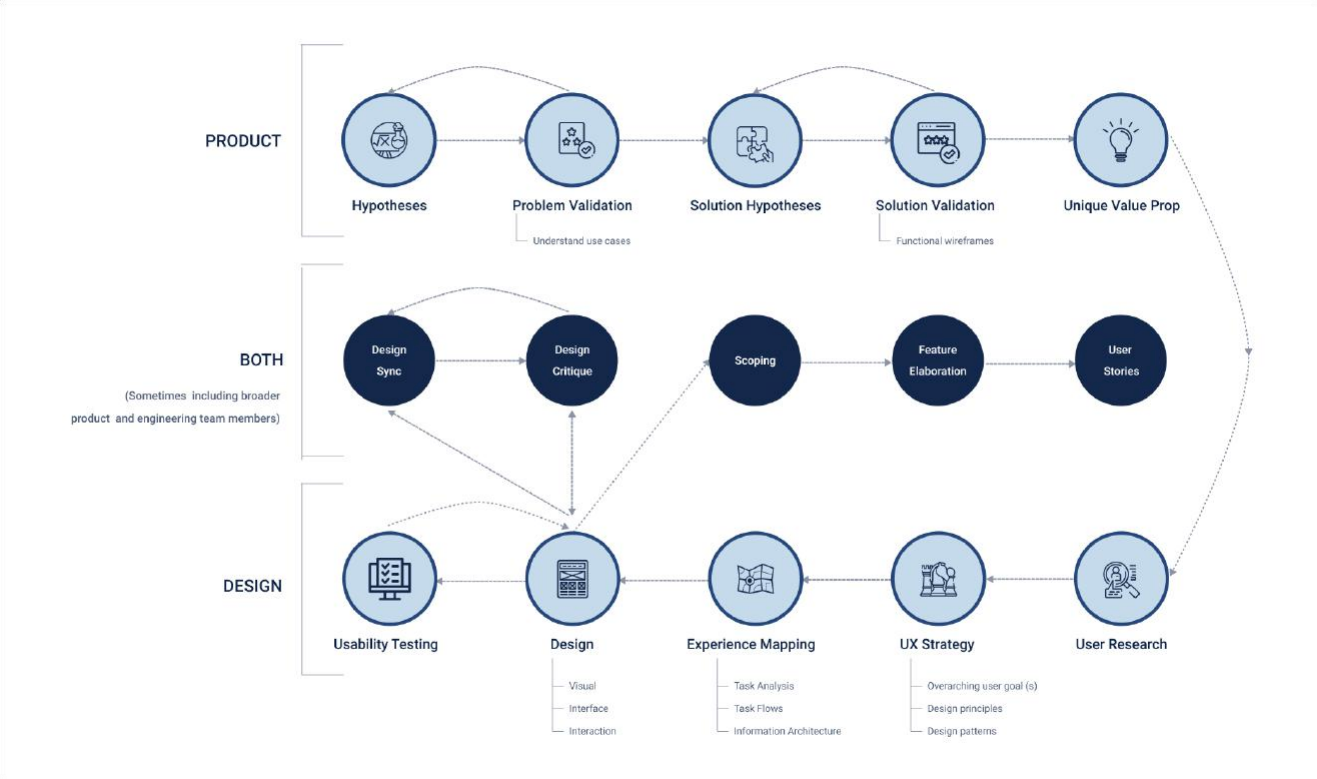 PRODUCT
Hypotheses
Problem Validation
Understand use cases
Solution Hypotheses
Solution Validation
Functional wireframes
Unique Value Prop
BOTH
(Sometimes including broader
product and engineering team members)
Design
Sync
Design
Critique
Scoping
Feature
Elaboration
User
Stories
DESIGN
Usability Testing
Design
Visual
Interface
Interaction
Experience Mapping
Task Analysis
Task Flows
Information Architecture
UX Strategy
Overarching user goal (s)
Design principles
Design patterns
User Research